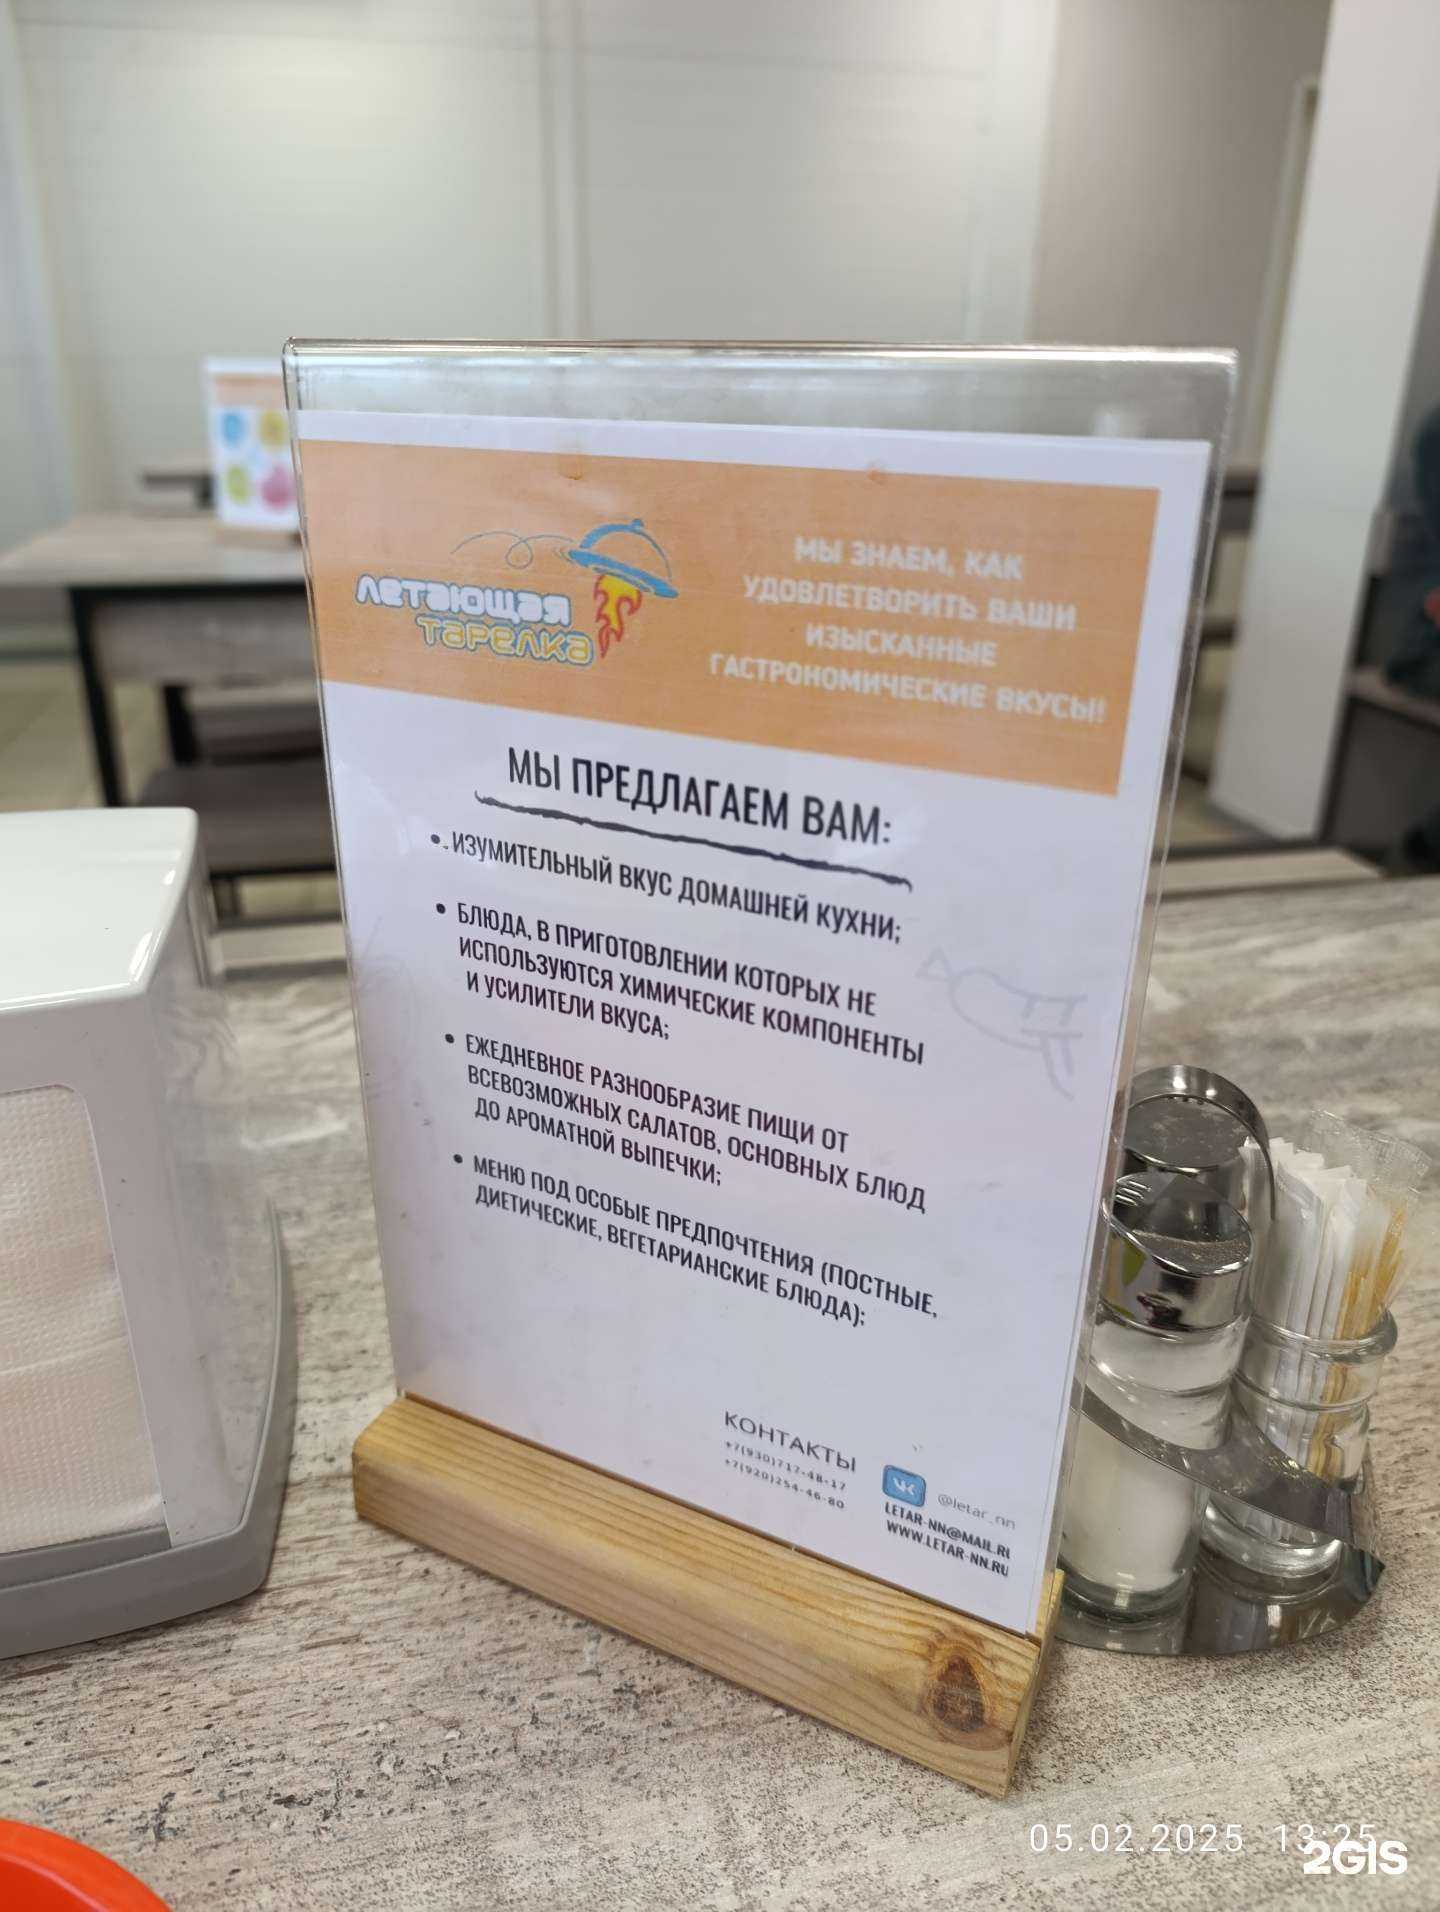 ЛЕТАЮЩАЯ
ТАРЕЛКА
МЫ ЗНАЕМ, КАК
УДОВЛЕТВОРИТЬ ВАШИ
ИЗЫСКАННЫЕ
ГАСТРОНОМИЧЕСКИЕ ВКУСЫ!
МЫ ПРЕДЛАГАЕМ ВАМ:
• ИЗУМИТЕЛЬНЫЙ ВКУС ДОМАШНЕЙ КУХНИ;
• БЛЮДА, В ПРИГОТОВЛЕНИИ КОТОРЫХ НЕ
ИСПОЛЬЗУЮТСЯ ХИМИЧЕСКИЕ КОМПОНЕНТЫ
И УСИЛИТЕЛИ ВКУСА;
• ЕЖЕДНЕВНОЕ РАЗНООБРАЗИЕ ПИЩИ ОТ
ВСЕВОЗМОЖНЫХ САЛАТОВ, ОСНОВНЫХ БЛЮД
ДО АРОМАТНОЙ ВЫПЕЧКИ;
• МЕНЮ ПОД ОСОБЫЕ ПРЕДПОЧТЕНИЯ (ПОСТНЫЕ,
ДИЕТИЧЕСКИЕ, ВЕГЕТАРИАНСКИЕ БЛЮДА);
КОНТАКТЫ
+7(930)717-48-17
+7(920)254-46-80
@letar_nn
LETAR-NN@MAIL.RU
WWW.LETAR-NN.RU
05.02.2025 13:25
2GIS